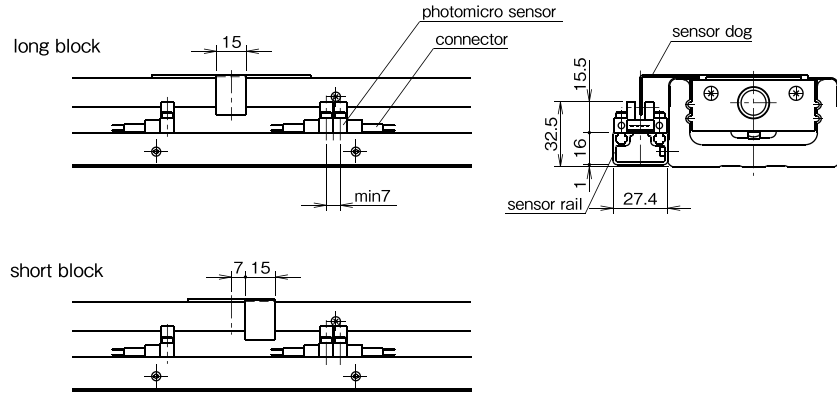 photomicro sensor
long block
15
connector
sensor dog
15.5
32.5
16
1
min7
sensor rail
27.4
short block
7
15